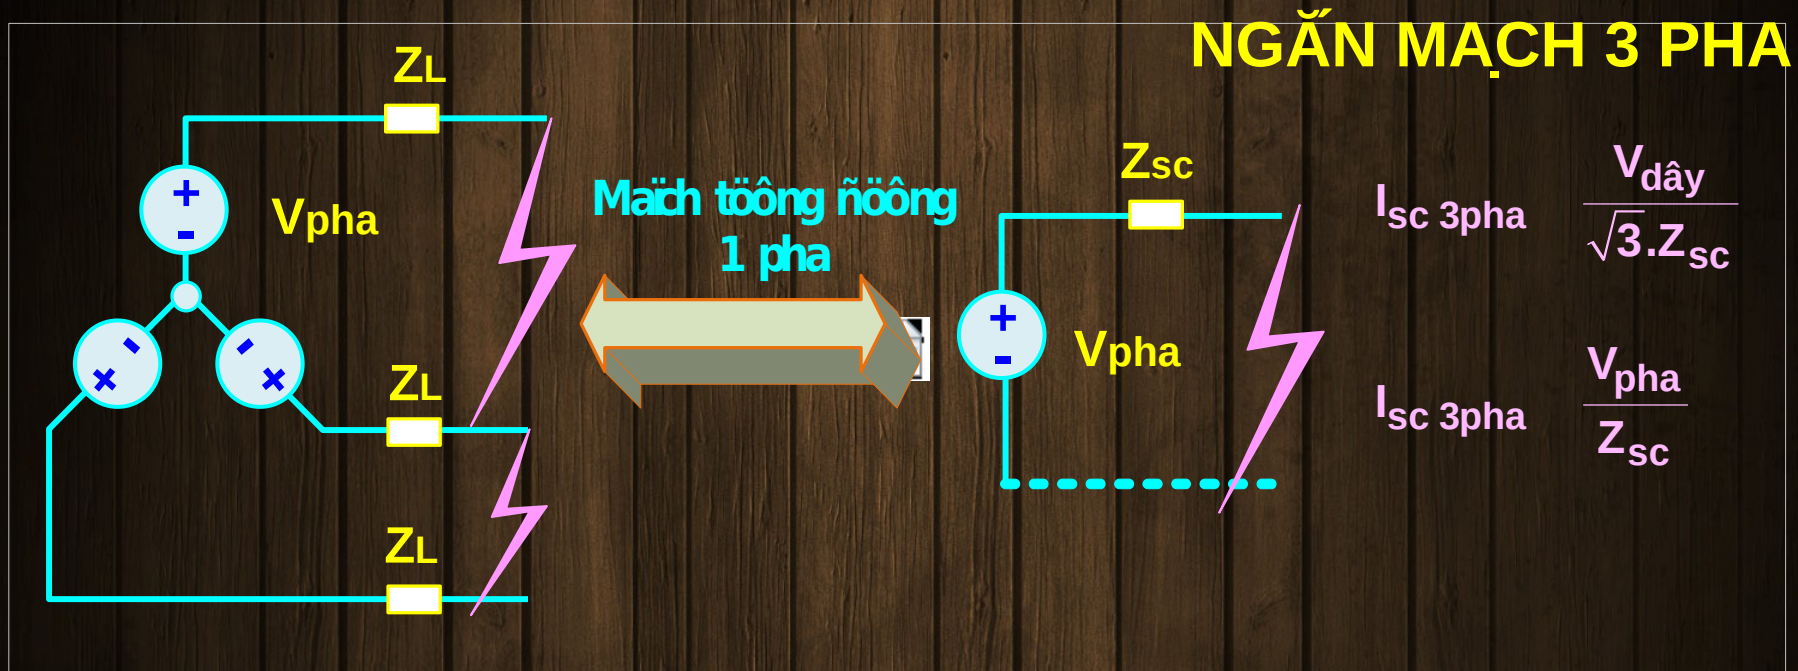 NGẮN MẠCH 3 PHA
ZL
Vpha
ZL
ZL
Maïch töông ñöông
1 pha
Zsc
Vpha
Isc 3pha Vdây / √3.Zsc
Isc 3pha Vpha / Zsc